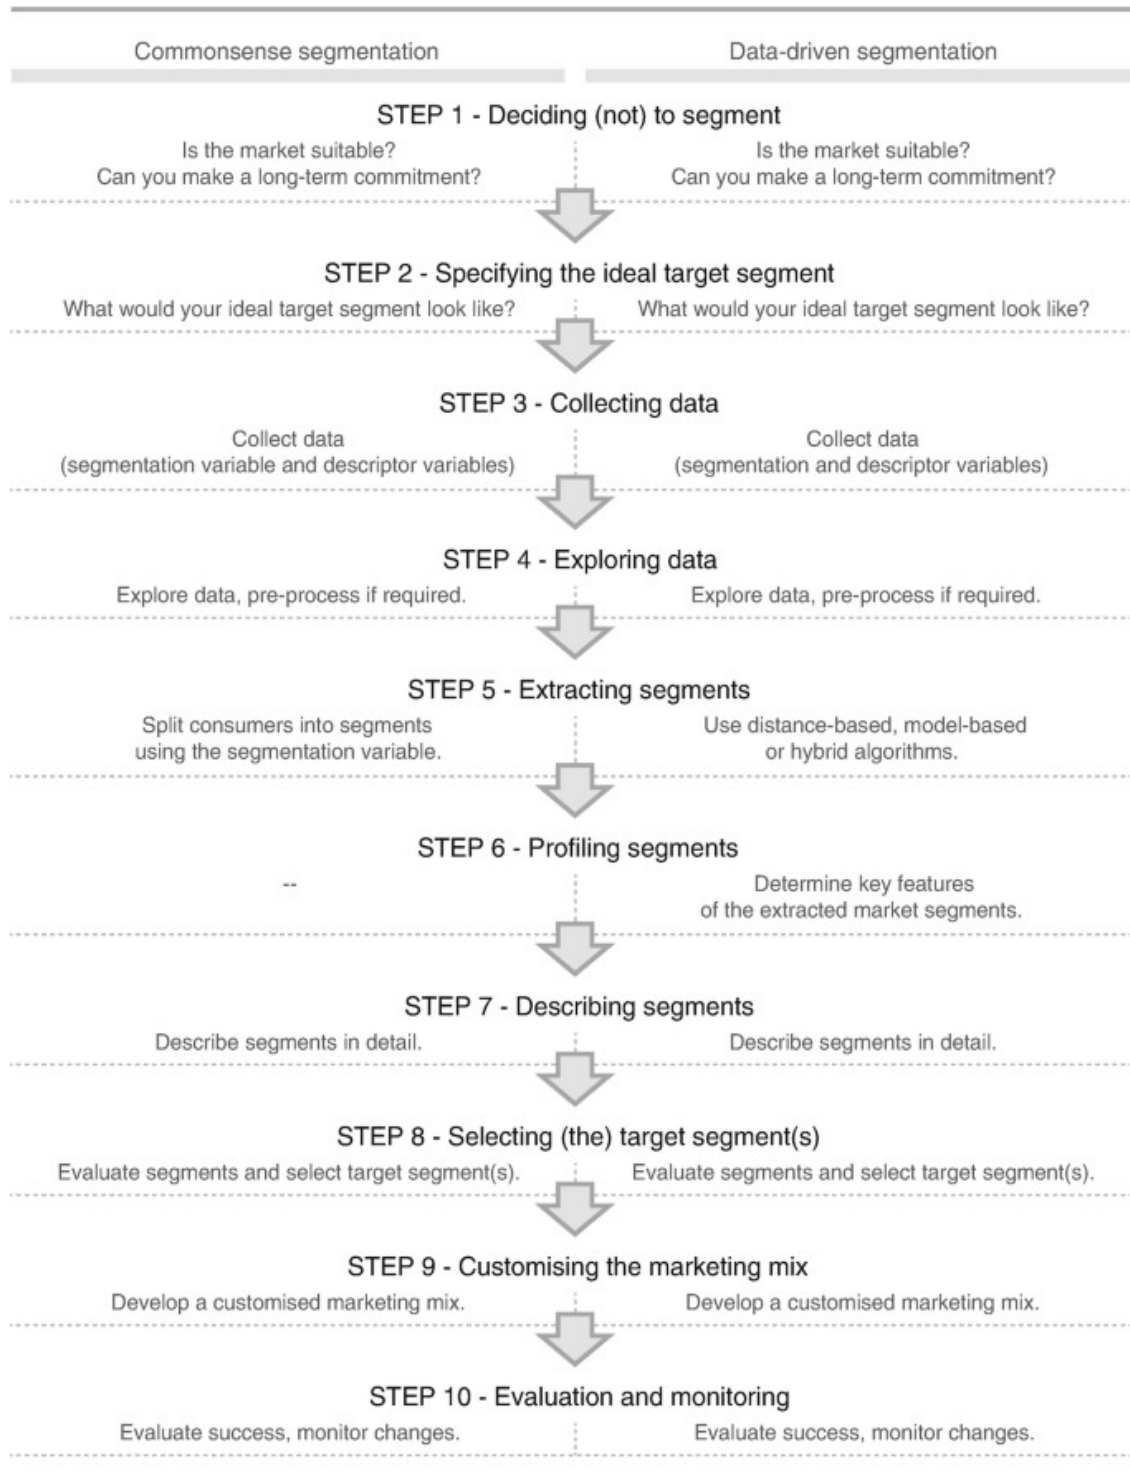 Commonsense segmentation
Data-driven segmentation
STEP 1 - Deciding (not) to segment
Is the market suitable?
Can you make a long-term commitment?
Is the market suitable?
Can you make a long-term commitment?
STEP 2 - Specifying the ideal target segment
What would your ideal target segment look like?
What would your ideal target segment look like?
STEP 3 - Collecting data
Collect data
(segmentation variable and descriptor variables)
Collect data
(segmentation and descriptor variables)
STEP 4 - Exploring data
Explore data, pre-process if required.
Explore data, pre-process if required.
STEP 5 - Extracting segments
Split consumers into segments
using the segmentation variable.
Use distance-based, model-based
or hybrid algorithms.
STEP 6 - Profiling segments
--
Determine key features
of the extracted market segments.
STEP 7 - Describing segments
Describe segments in detail.
Describe segments in detail.
STEP 8 - Selecting (the) target segment(s)
Evaluate segments and select target segment(s).
Evaluate segments and select target segment(s).
STEP 9 - Customising the marketing mix
Develop a customised marketing mix.
Develop a customised marketing mix.
STEP 10 - Evaluation and monitoring
Evaluate success, monitor changes.
Evaluate success, monitor changes.